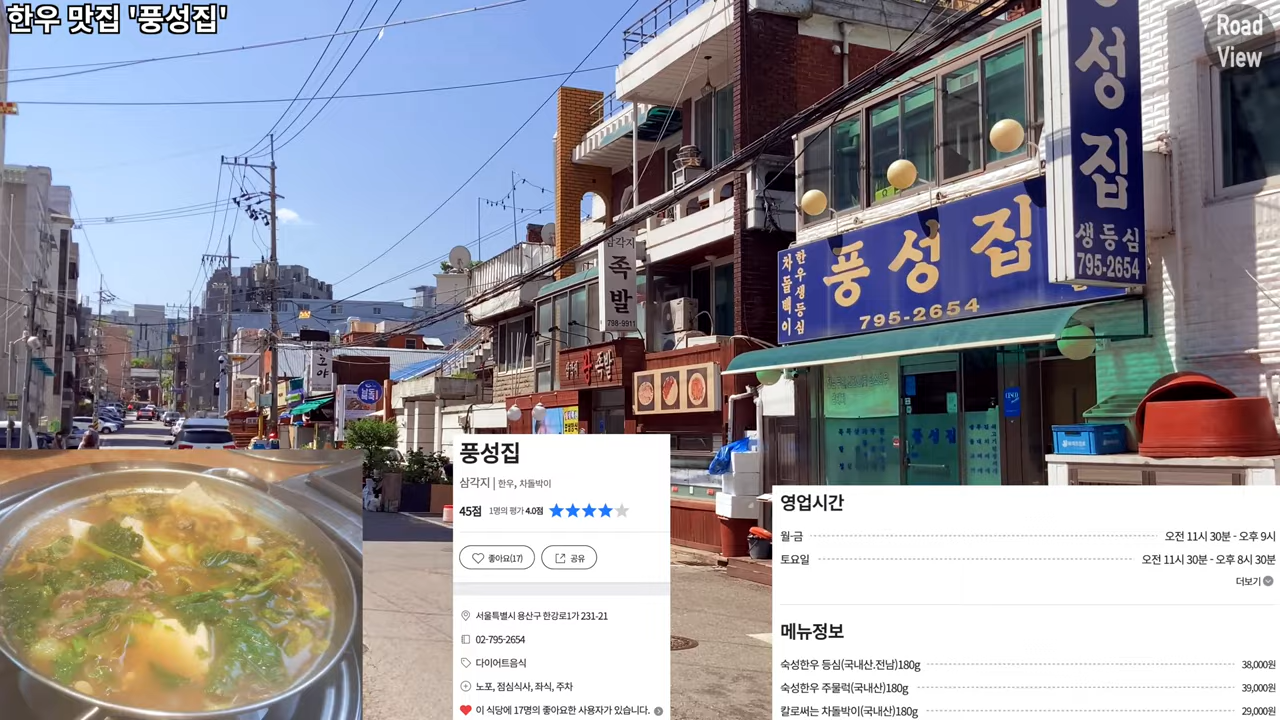 한우 맛집 '풍성집'
Road
View
성
집
생등심
795-2654
풍성집
한우생등심
차돌빼이
795-2654
삼각지
족
발
798-9911
족발
풍성집
풍성집
삼각지 | 한우, 차돌박이
45점 1명의 평가 4.0점
좋아요(17)
공유
서울특별시 용산구 한강로1가 231-21
02-795-2654
다이어트음식
노포, 점심식사, 좌식, 주차
이 식당에 17명의 좋아요한 사용자가 있습니다.
영업시간
월-금 오전 11시 30분 - 오후 9시
토요일 오전 11시 30분 - 오후 8시 30분
더보기
메뉴정보
숙성한우 등심(국내산.전남)180g 38,000원
숙성한우 주물럭(국내산)180g 39,000원
칼로써는 차돌박이(국내산)180g 29,000원